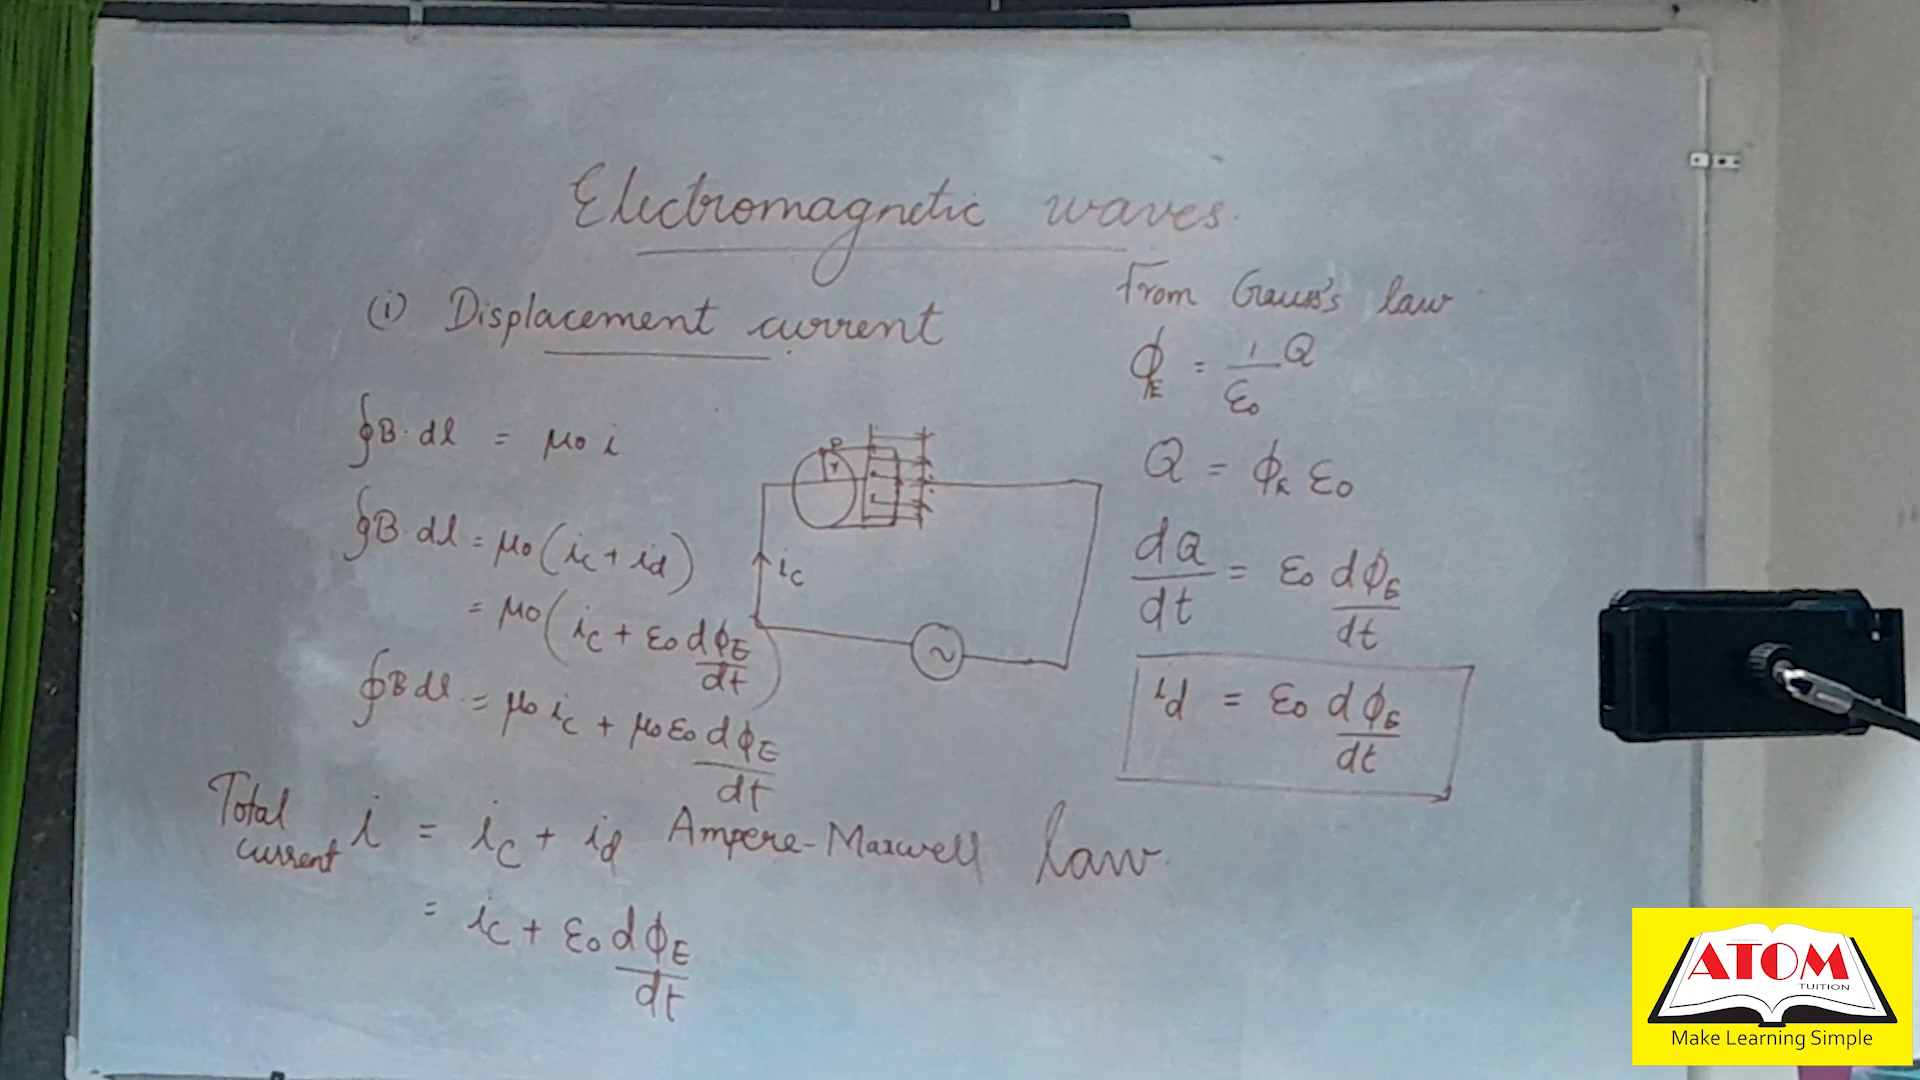 Electromagnetic waves.
(i) Displacement current
∮B·dl = μ0 i
∮B·dl = μ0(ic + id)
= μ0(ic + ε0 dϕE/dt)
∮B dl = μ0 ic + μ0 ε0 dϕE/dt
Total current i = ic + id Ampere-Maxwell law.
= ic + ε0 dϕE/dt
P
r
ic
~
From Gauss's law
ϕE = 1/ε0 Q
Q = ϕE ε0
dQ/dt = ε0 dϕE/dt
id = ε0 dϕE/dt
ATOM
TUITION
Make Learning Simple